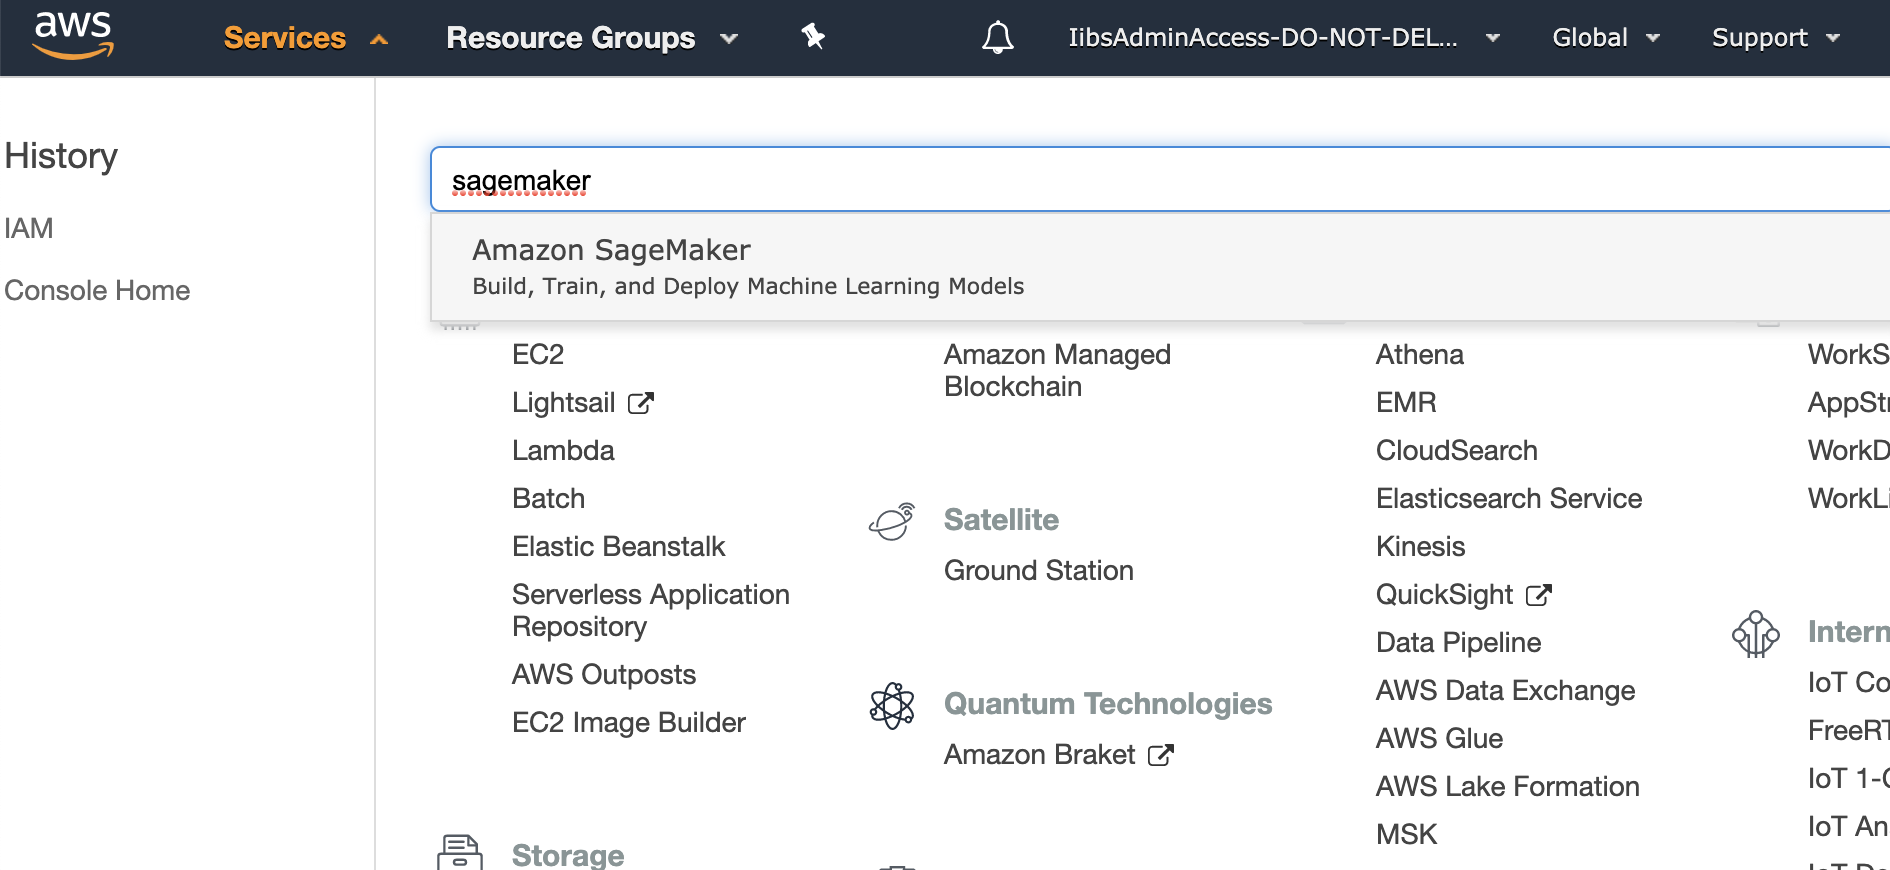 aws
Services
Resource Groups
IibsAdminAccess-DO-NOT-DEL...
Global
Support
History
IAM
Console Home
sagemaker
Amazon SageMaker
Build, Train, and Deploy Machine Learning Models
EC2
Lightsail
Lambda
Batch
Elastic Beanstalk
Serverless Application
Repository
AWS Outposts
EC2 Image Builder
Storage
Amazon Managed
Blockchain
Satellite
Ground Station
Quantum Technologies
Amazon Braket
Athena
EMR
CloudSearch
Elasticsearch Service
Kinesis
QuickSight
Data Pipeline
AWS Data Exchange
AWS Glue
AWS Lake Formation
MSK
WorkS
AppStr
WorkD
WorkLi
Intern
IoT Co
FreeRT
IoT 1-C
IoT An